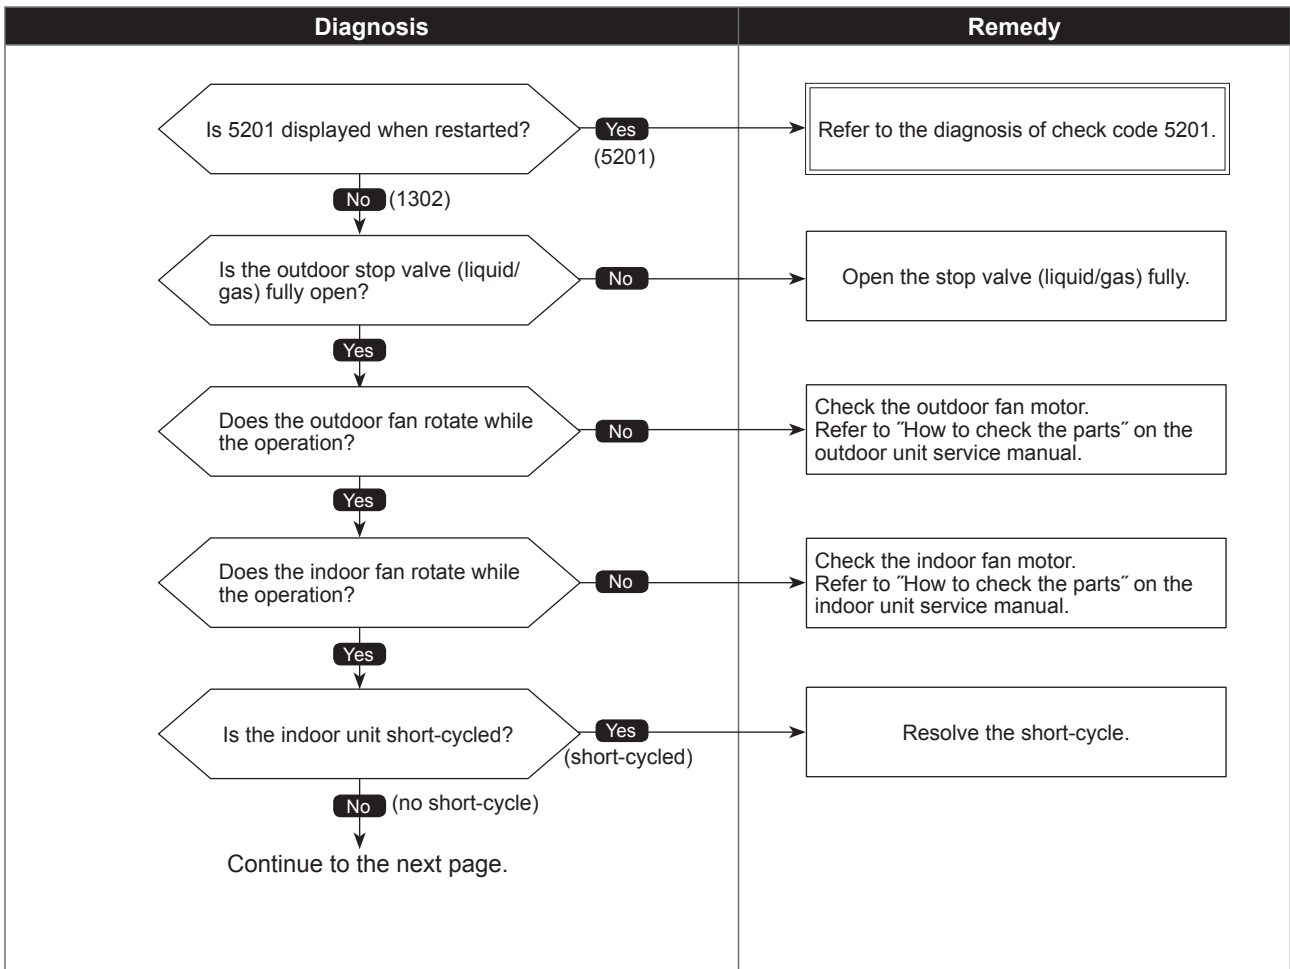 Diagnosis
Remedy
Is 5201 displayed when restarted?
Yes
(5201)
Refer to the diagnosis of check code 5201.
No (1302)
Is the outdoor stop valve (liquid/
gas) fully open?
No
Open the stop valve (liquid/gas) fully.
Yes
Does the outdoor fan rotate while
the operation?
No
Check the outdoor fan motor.
Refer to ˝How to check the parts˝ on the
outdoor unit service manual.
Yes
Does the indoor fan rotate while
the operation?
No
Check the indoor fan motor.
Refer to ˝How to check the parts˝ on the
indoor unit service manual.
Yes
Is the indoor unit short-cycled?
Yes
(short-cycled)
Resolve the short-cycle.
No (no short-cycle)
Continue to the next page.